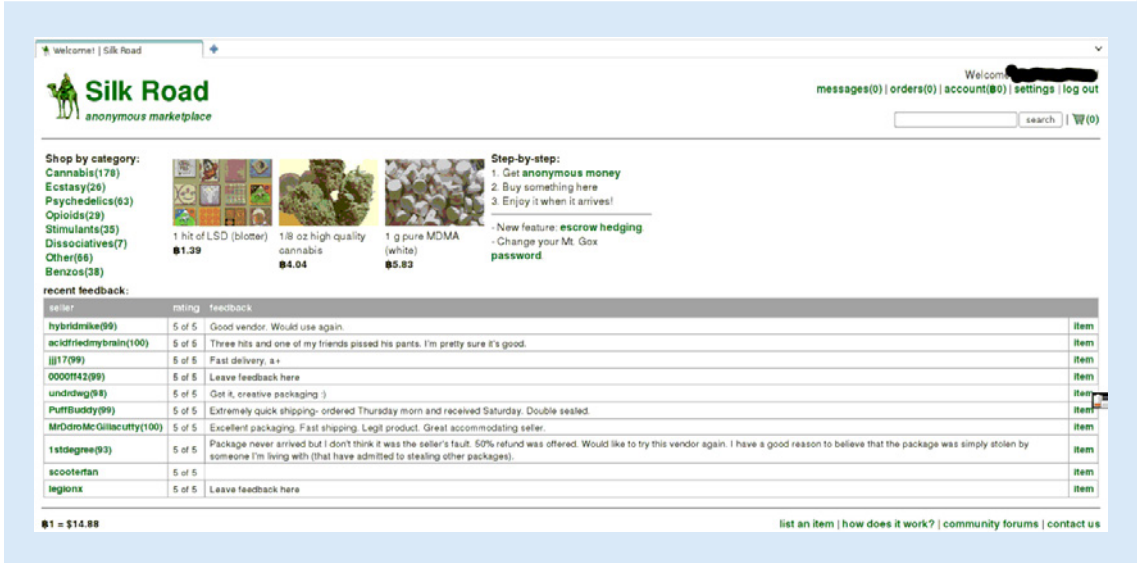 Welcome! | Silk Road
Silk Road
anonymous marketplace
Welcome
messages(0) | orders(0) | account(฿0) | settings | log out
search | (0)
Shop by category:
Cannabis(178)
Ecstasy(26)
Psychedelics(63)
Opioids(29)
Stimulants(35)
Dissociatives(7)
Other(66)
Benzos(38)
1 hit of LSD (blotter)
฿1.39
1/8 oz high quality
cannabis
฿4.04
1 g pure MDMA
(white)
฿5.83
Step-by-step:
1. Get anonymous money
2. Buy something here
3. Enjoy it when it arrives!
- New feature: escrow hedging
- Change your Mt. Gox
password
recent feedback:
seller rating feedback
hybridmike(99) 5 of 5 Good vendor. Would use again. item
acidfriedmybrain(100) 5 of 5 Three hits and one of my friends pissed his pants. I'm pretty sure it's good. item
jjj17(99) 5 of 5 Fast delivery, a+ item
0000ff42(99) 5 of 5 Leave feedback here item
undrdwg(98) 5 of 5 Got it, creative packaging :) item
PuffBuddy(99) 5 of 5 Extremely quick shipping- ordered Thursday morn and received Saturday. Double sealed. item
MrDdroMcGillacutty(100) 5 of 5 Excellent packaging. Fast shipping. Legit product. Great accommodating seller. item
1stdegree(93) 5 of 5 Package never arrived but I don't think it was the seller's fault. 50% refund was offered. Would like to try this vendor again. I have a good reason to believe that the package was simply stolen by item
someone I'm living with (that have admitted to stealing other packages).
scooterfan 5 of 5 item
legionx 5 of 5 Leave feedback here item
฿1 = $14.88
list an item | how does it work? | community forums | contact us